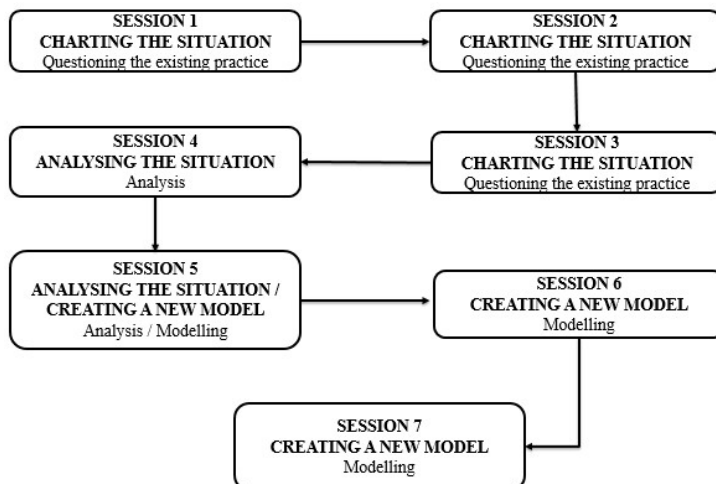 SESSION 1
CHARTING THE SITUATION
Questioning the existing practice
SESSION 2
CHARTING THE SITUATION
Questioning the existing practice
SESSION 3
CHARTING THE SITUATION
Questioning the existing practice
SESSION 4
ANALYSING THE SITUATION
Analysis
SESSION 5
ANALYSING THE SITUATION /
CREATING A NEW MODEL
Analysis / Modelling
SESSION 6
CREATING A NEW MODEL
Modelling
SESSION 7
CREATING A NEW MODEL
Modelling